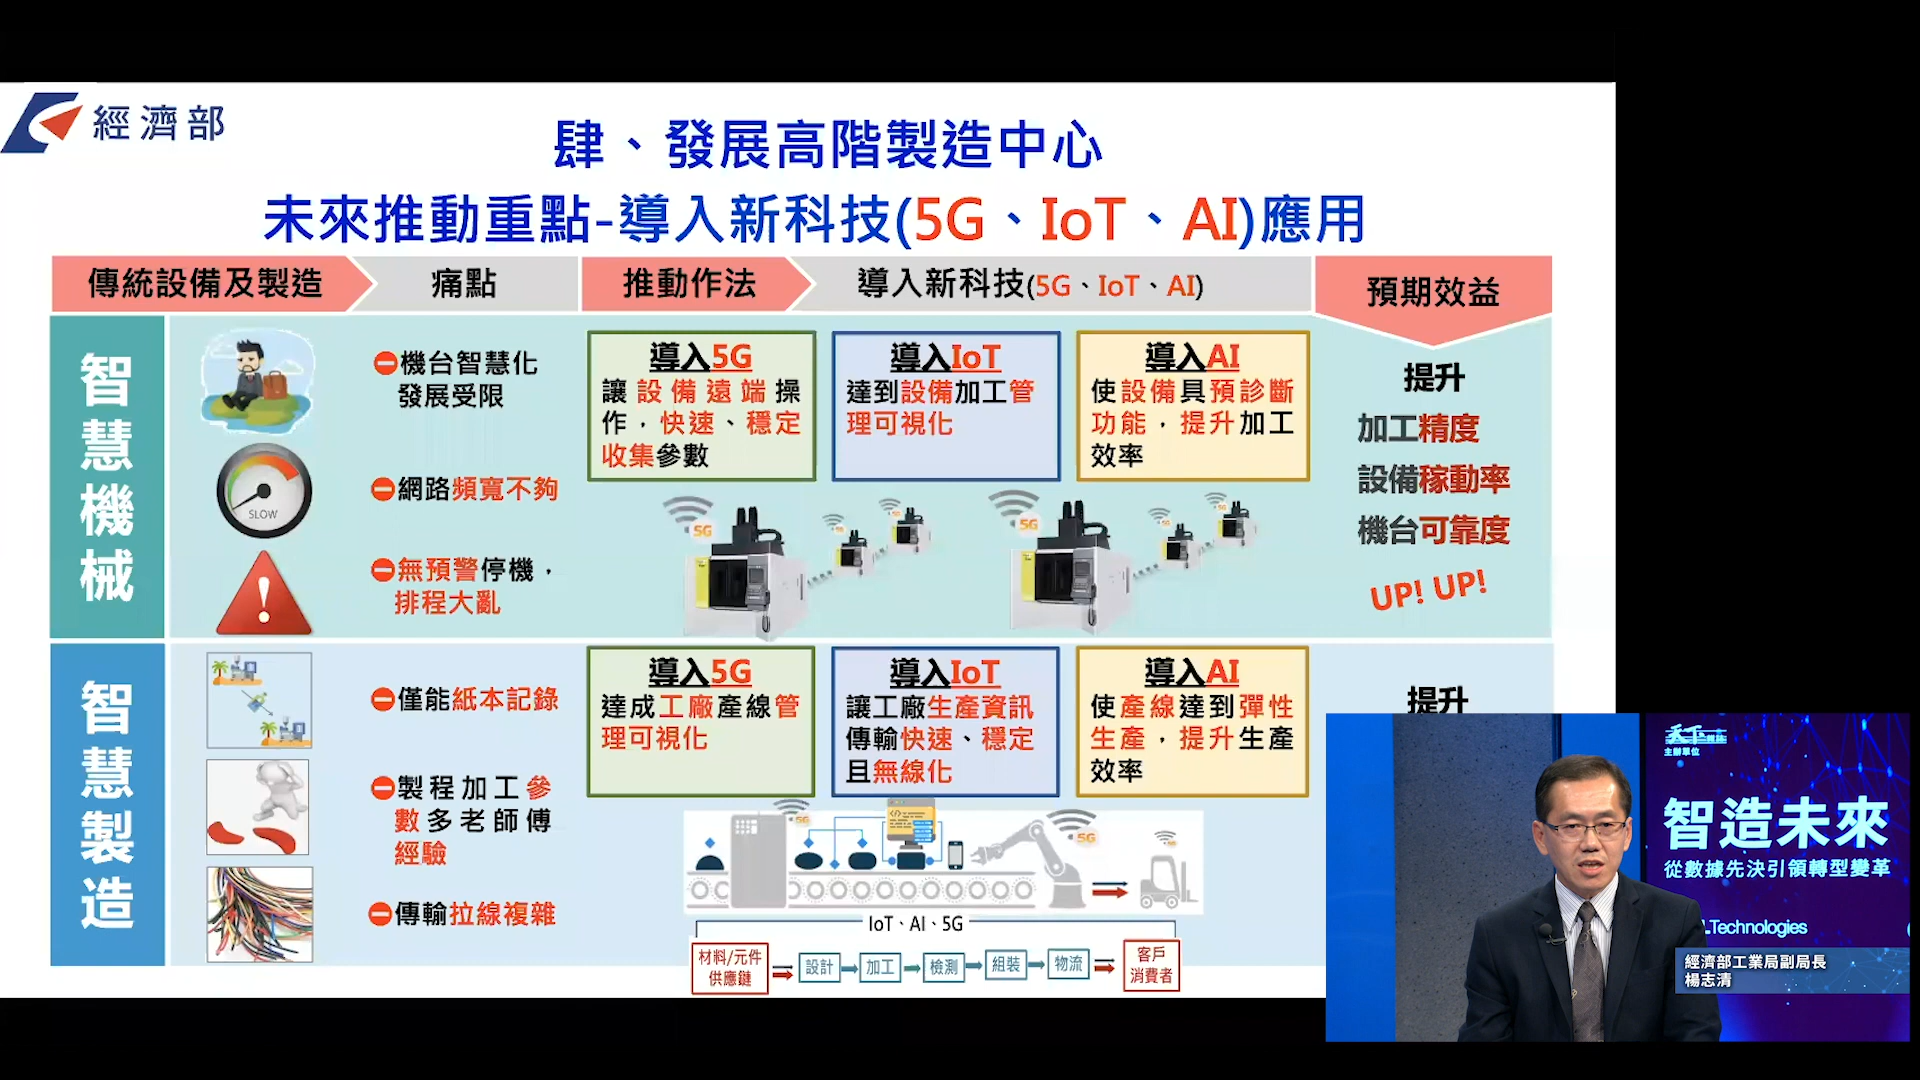 經濟部
肆、發展高階製造中心
未來推動重點-導入新科技(5G、IoT、AI)應用
傳統設備及製造
痛點
推動作法
導入新科技(5G、IoT、AI)
預期效益
智慧機械
SLOW
⛔機台智慧化
發展受限
⛔網路頻寬不夠
⛔無預警停機，
排程大亂
導入5G
讓設備遠端操
作，快速、穩定
收集參數
導入IoT
達到設備加工管
理可視化
導入AI
使設備具預診斷
功能，提升加工
效率
5G
5G
5G
5G
5G
5G
提升
加工精度
設備稼動率
機台可靠度
UP! UP!
智慧製造
⛔僅能紙本記錄
⛔製程加工參
數多老師傅
經驗
⛔傳輸拉線複雜
導入5G
達成工廠產線管
理可視化
導入IoT
讓工廠生產資訊
傳輸快速、穩定
且無線化
導入AI
使產線達到彈性
生產，提升生產
效率
5G
5G
5G
IoT、AI、5G
材料/元件
供應鏈
設計
加工
檢測
組裝
物流
客戶
消費者
提升
天下雜誌
主辦單位
智造未來
從數據先決引領轉型變革
Technologies
經濟部工業局副局長
楊志清